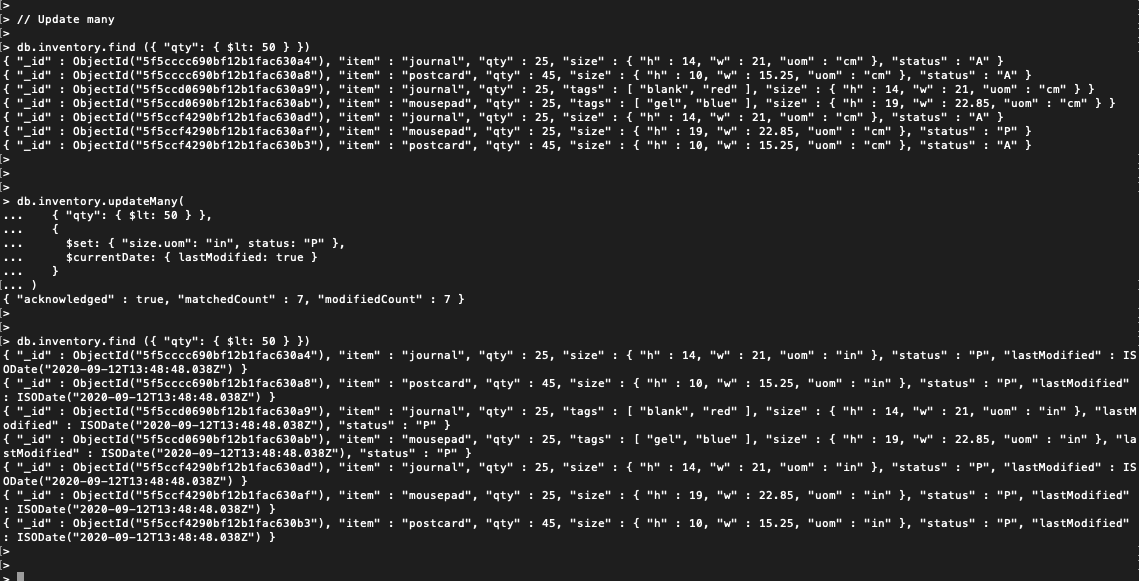 [>
[> // Update many
[>
[> db.inventory.find ({ "qty": { $lt: 50 } })
{ "_id" : ObjectId("5f5cccc690bf12b1fac630a4"), "item" : "journal", "qty" : 25, "size" : { "h" : 14, "w" : 21, "uom" : "cm" }, "status" : "A" }
{ "_id" : ObjectId("5f5cccc690bf12b1fac630a8"), "item" : "postcard", "qty" : 45, "size" : { "h" : 10, "w" : 15.25, "uom" : "cm" }, "status" : "A" }
{ "_id" : ObjectId("5f5ccd0690bf12b1fac630a9"), "item" : "journal", "qty" : 25, "tags" : [ "blank", "red" ], "size" : { "h" : 14, "w" : 21, "uom" : "cm" } }
{ "_id" : ObjectId("5f5ccd0690bf12b1fac630ab"), "item" : "mousepad", "qty" : 25, "tags" : [ "gel", "blue" ], "size" : { "h" : 19, "w" : 22.85, "uom" : "cm" } }
{ "_id" : ObjectId("5f5ccf4290bf12b1fac630ad"), "item" : "journal", "qty" : 25, "size" : { "h" : 14, "w" : 21, "uom" : "cm" }, "status" : "A" }
{ "_id" : ObjectId("5f5ccf4290bf12b1fac630af"), "item" : "mousepad", "qty" : 25, "size" : { "h" : 19, "w" : 22.85, "uom" : "cm" }, "status" : "P" }
{ "_id" : ObjectId("5f5ccf4290bf12b1fac630b3"), "item" : "postcard", "qty" : 45, "size" : { "h" : 10, "w" : 15.25, "uom" : "cm" }, "status" : "A" }
[>
[>
[>
> db.inventory.updateMany(
... { "qty": { $lt: 50 } },
... {
... $set: { "size.uom": "in", status: "P" },
... $currentDate: { lastModified: true }
... }
[... )
{ "acknowledged" : true, "matchedCount" : 7, "modifiedCount" : 7 }
[>
[>
[> db.inventory.find ({ "qty": { $lt: 50 } })
{ "_id" : ObjectId("5f5cccc690bf12b1fac630a4"), "item" : "journal", "qty" : 25, "size" : { "h" : 14, "w" : 21, "uom" : "in" }, "status" : "P", "lastModified" : IS
ODate("2020-09-12T13:48:48.038Z") }
{ "_id" : ObjectId("5f5cccc690bf12b1fac630a8"), "item" : "postcard", "qty" : 45, "size" : { "h" : 10, "w" : 15.25, "uom" : "in" }, "status" : "P", "lastModified"
: ISODate("2020-09-12T13:48:48.038Z") }
{ "_id" : ObjectId("5f5ccd0690bf12b1fac630a9"), "item" : "journal", "qty" : 25, "tags" : [ "blank", "red" ], "size" : { "h" : 14, "w" : 21, "uom" : "in" }, "lastM
odified" : ISODate("2020-09-12T13:48:48.038Z"), "status" : "P" }
{ "_id" : ObjectId("5f5ccd0690bf12b1fac630ab"), "item" : "mousepad", "qty" : 25, "tags" : [ "gel", "blue" ], "size" : { "h" : 19, "w" : 22.85, "uom" : "in" }, "la
stModified" : ISODate("2020-09-12T13:48:48.038Z"), "status" : "P" }
{ "_id" : ObjectId("5f5ccf4290bf12b1fac630ad"), "item" : "journal", "qty" : 25, "size" : { "h" : 14, "w" : 21, "uom" : "in" }, "status" : "P", "lastModified" : IS
ODate("2020-09-12T13:48:48.038Z") }
{ "_id" : ObjectId("5f5ccf4290bf12b1fac630af"), "item" : "mousepad", "qty" : 25, "size" : { "h" : 19, "w" : 22.85, "uom" : "in" }, "status" : "P", "lastModified"
: ISODate("2020-09-12T13:48:48.038Z") }
{ "_id" : ObjectId("5f5ccf4290bf12b1fac630b3"), "item" : "postcard", "qty" : 45, "size" : { "h" : 10, "w" : 15.25, "uom" : "in" }, "status" : "P", "lastModified"
: ISODate("2020-09-12T13:48:48.038Z") }
[>
[>
>